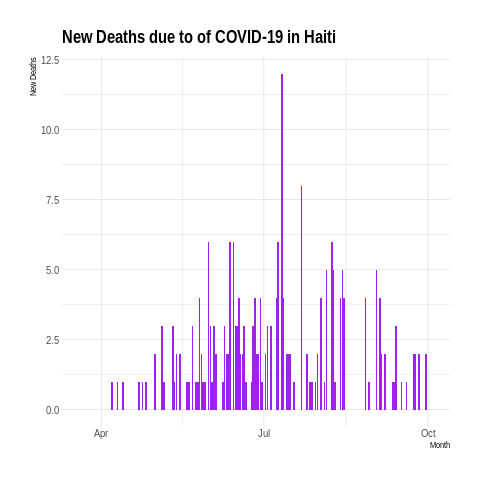 New Deaths due to of COVID-19 in Haiti
New Deaths
12.5
10.0
7.5
5.0
2.5
0.0
Apr
Jul
Oct
Month